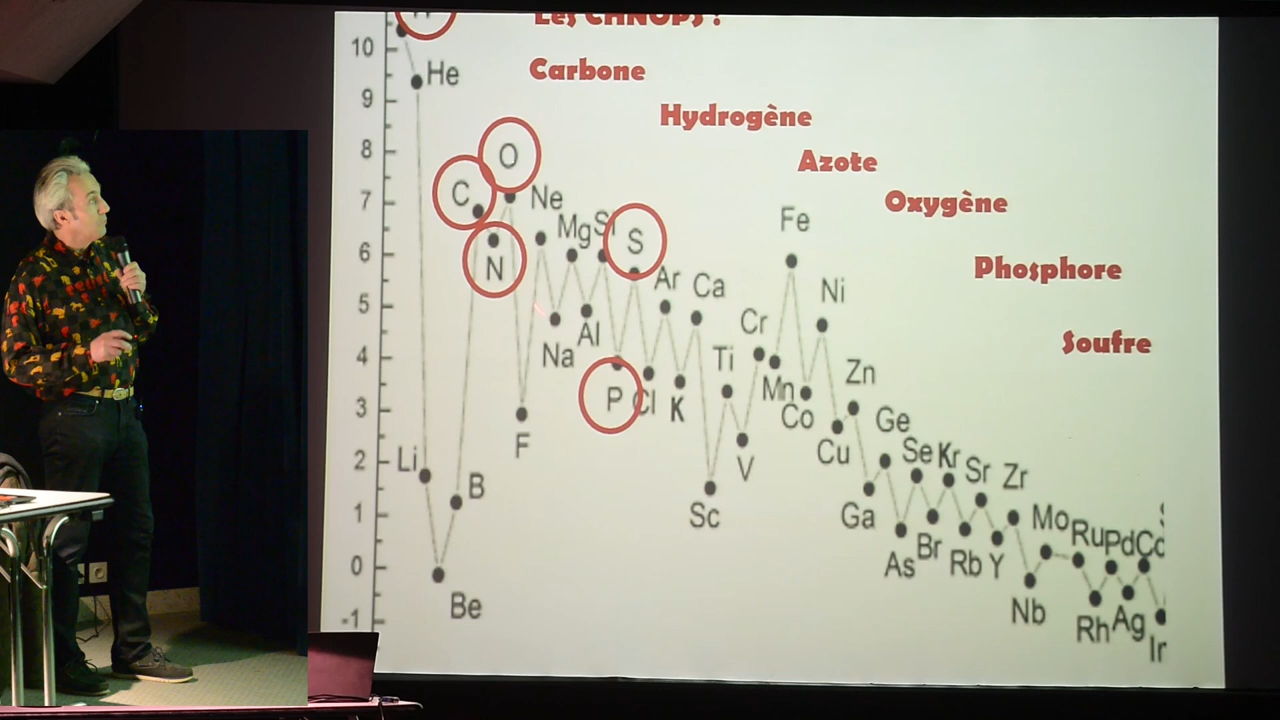 Les CHNOPS :
Carbone
Hydrogène
Azote
Oxygène
Phosphore
Soufre
10
9
8
7
6
5
4
3
2
1
0
-1
H
He
Li
Be
B
C
N
O
F
Ne
Na
Mg
Al
Si
P
S
Cl
Ar
K
Ca
Sc
Ti
V
Cr
Mn
Fe
Co
Ni
Cu
Zn
Ga
Ge
As
Se
Br
Kr
Rb
Sr
Y
Zr
Nb
Mo
Ru
Rh
Pd
Ag